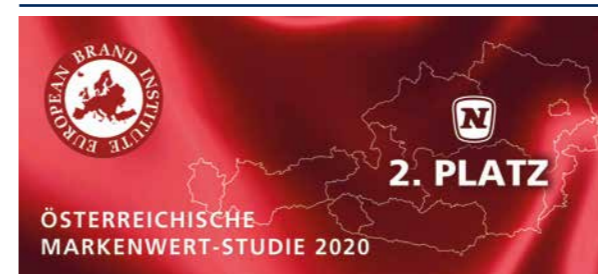 EUROPEAN BRAND INSTITUTE
N
2. PLATZ
ÖSTERREICHISCHE
MARKENWERT-STUDIE 2020